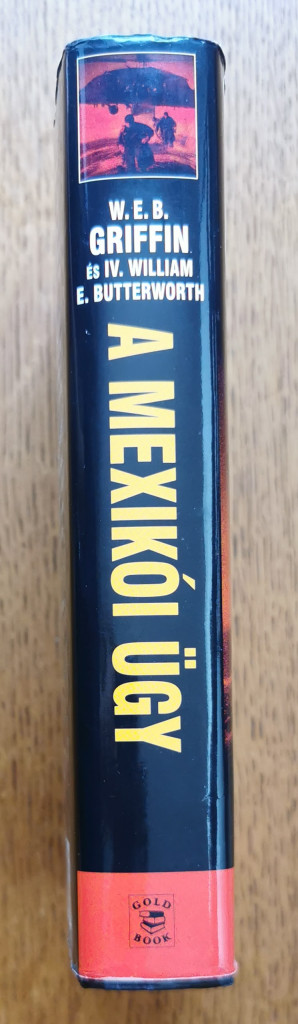 W. E. B.
GRIFFIN
ÉS IV. WILLIAM
E. BUTTERWORTH
A MEXIKÓI ÜGY
GOLD
BOOK